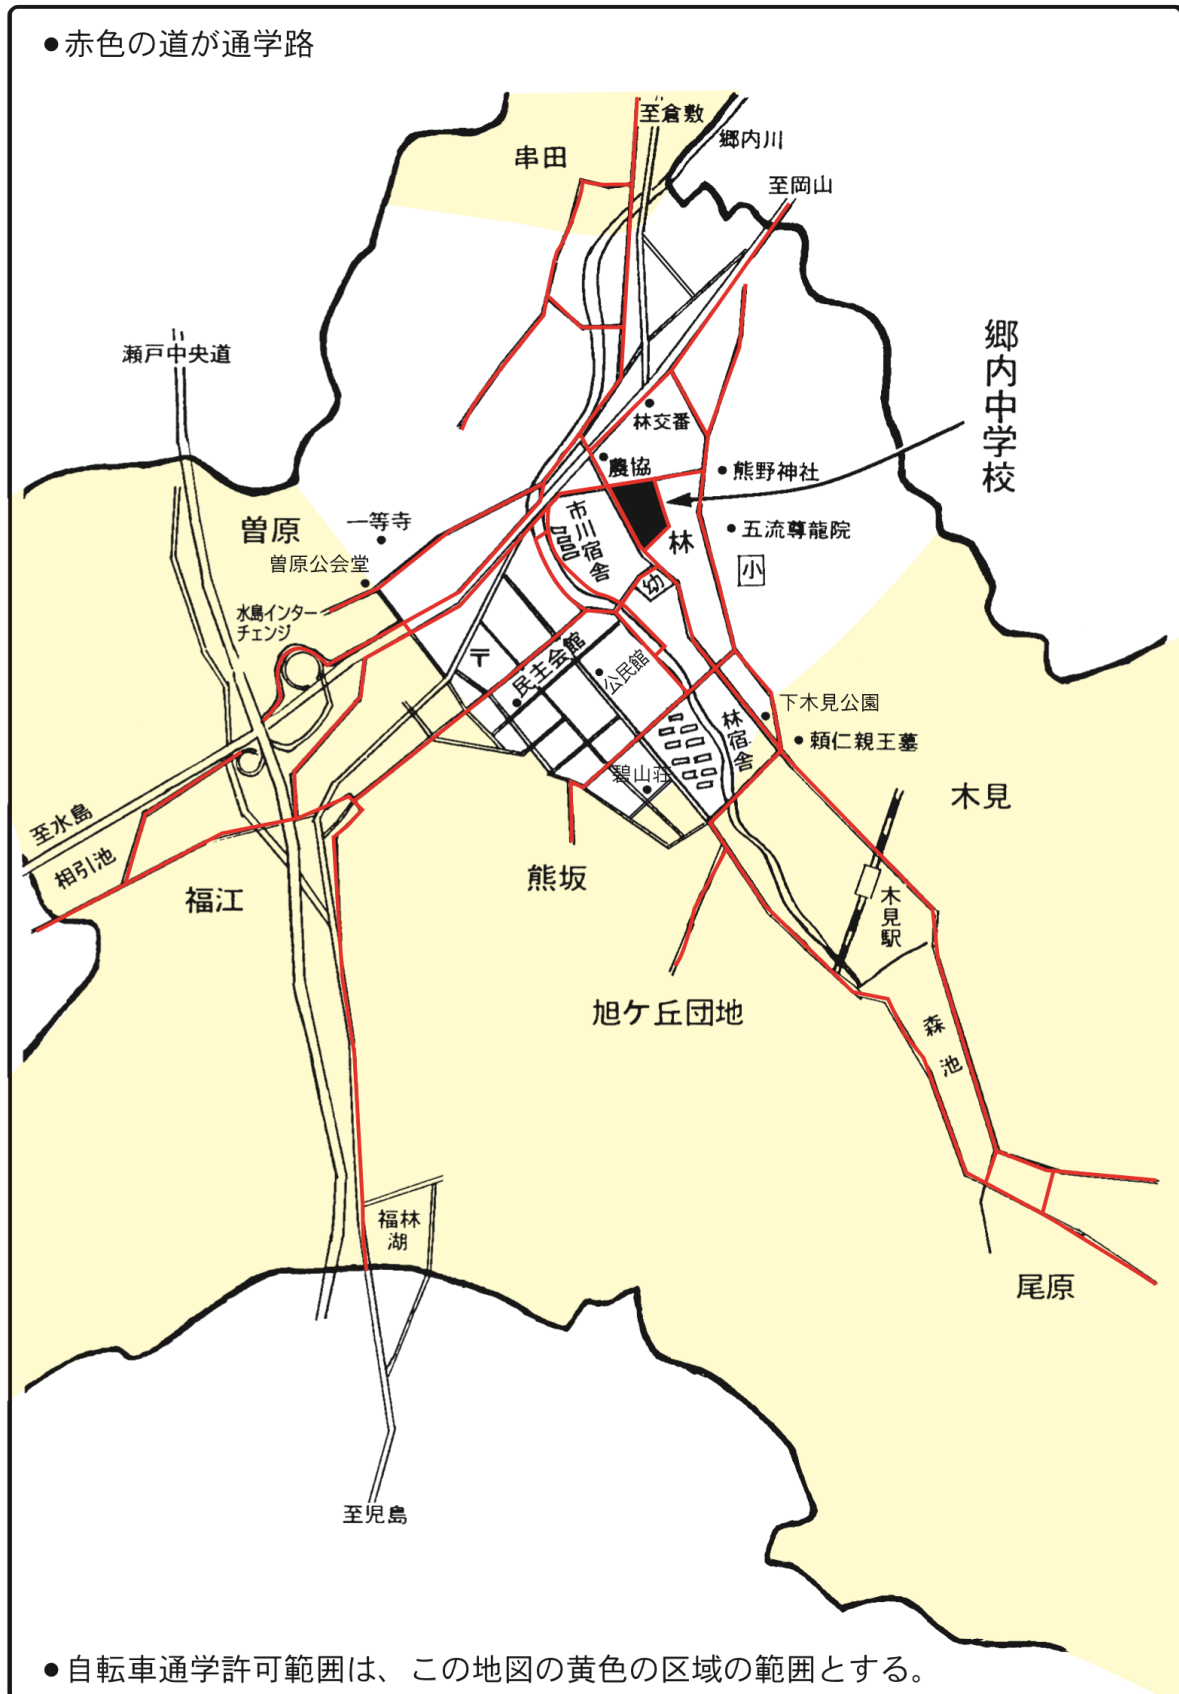 ●赤色の道が通学路
至倉敷
郷内川
串田
至岡山
瀬戸中央道
郷内中学校
林交番
農協
熊野神社
曽原
一等寺
市川宿舎
林
五流尊龍院
小
曽原公会堂
幼
水島インター
チェンジ
〒
民主会館
公民館
下木見公園
林宿舎
頼仁親王墓
碧山荘
木見
至水島
相引池
福江
熊坂
木見駅
旭ケ丘団地
森池
福林
湖
尾原
至児島
●自転車通学許可範囲は、この地図の黄色の区域の範囲とする。